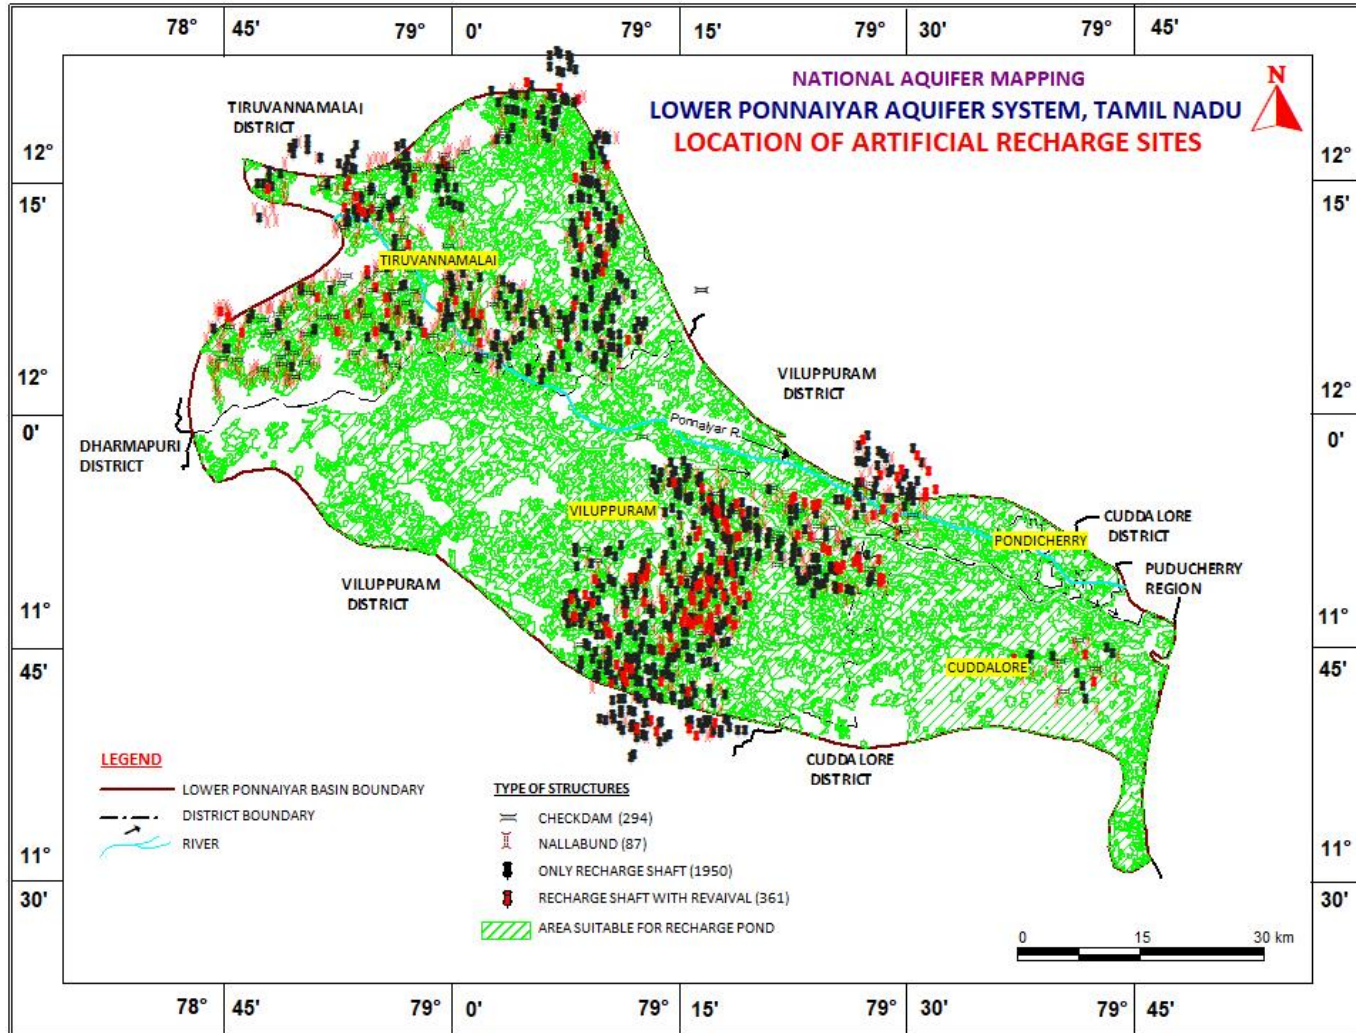 78° 45' 79° 0' 79° 15' 79° 30' 79° 45'
NATIONAL AQUIFER MAPPING
LOWER PONNAIYAR AQUIFER SYSTEM, TAMIL NADU
LOCATION OF ARTIFICIAL RECHARGE SITES
N
TIRUVANNAMALAI
DISTRICT
12°
15'
12°
15'
TIRUVANNAMALAI
12°
0'
12°
0'
VILUPPURAM
DISTRICT
Ponnaiyar R.
DHARMAPURI
DISTRICT
VILUPPURAM
CUDDALORE
DISTRICT
PONDICHERRY
PUDUCHERRY
REGION
VILUPPURAM
DISTRICT
11°
45'
11°
45'
CUDDALORE
CUDDALORE
DISTRICT
LEGEND
LOWER PONNAIYAR BASIN BOUNDARY
DISTRICT BOUNDARY
RIVER
TYPE OF STRUCTURES
CHECKDAM (294)
NALLABUND (87)
ONLY RECHARGE SHAFT (1950)
RECHARGE SHAFT WITH REVAIVAL (361)
AREA SUITABLE FOR RECHARGE POND
11°
30'
11°
30'
0 15 30 km
78° 45' 79° 0' 79° 15' 79° 30' 79° 45'